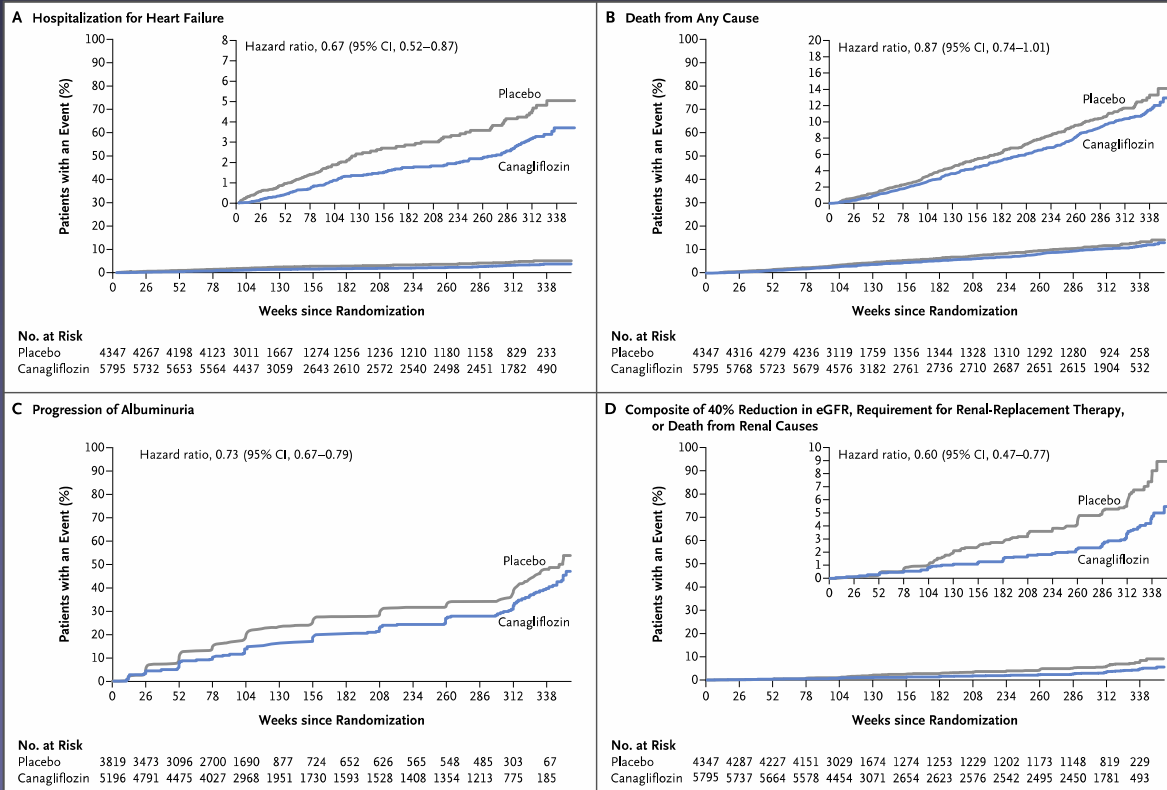 A Hospitalization for Heart Failure
Patients with an Event (%)
100
90
80
70
60
50
40
30
20
10
0
0 26 52 78 104 130 156 182 208 234 260 286 312 338
Hazard ratio, 0.67 (95% CI, 0.52–0.87)
8
7
6
5
4
3
2
1
0
Placebo
Canagliflozin
0 26 52 78 104 130 156 182 208 234 260 286 312 338
Weeks since Randomization
No. at Risk
Placebo 4347 4267 4198 4123 3011 1667 1274 1256 1236 1210 1180 1158 829 233
Canagliflozin 5795 5732 5653 5564 4437 3059 2643 2610 2572 2540 2498 2451 1782 490
B Death from Any Cause
Patients with an Event (%)
100
90
80
70
60
50
40
30
20
10
0
0 26 52 78 104 130 156 182 208 234 260 286 312 338
Hazard ratio, 0.87 (95% CI, 0.74–1.01)
20
18
16
14
12
10
8
6
4
2
0
Placebo
Canagliflozin
0 26 52 78 104 130 156 182 208 234 260 286 312 338
Weeks since Randomization
No. at Risk
Placebo 4347 4316 4279 4236 3119 1759 1356 1344 1328 1310 1292 1280 924 258
Canagliflozin 5795 5768 5723 5679 4576 3182 2761 2736 2710 2687 2651 2615 1904 532
C Progression of Albuminuria
Patients with an Event (%)
100
90
80
70
60
50
40
30
20
10
0
Hazard ratio, 0.73 (95% CI, 0.67–0.79)
Placebo
Canagliflozin
0 26 52 78 104 130 156 182 208 234 260 286 312 338
Weeks since Randomization
No. at Risk
Placebo 3819 3473 3096 2700 1690 877 724 652 626 565 548 485 303 67
Canagliflozin 5196 4791 4475 4027 2968 1951 1730 1593 1528 1408 1354 1213 775 185
D Composite of 40% Reduction in eGFR, Requirement for Renal-Replacement Therapy,
or Death from Renal Causes
Patients with an Event (%)
100
90
80
70
60
50
40
30
20
10
0
0 26 52 78 104 130 156 182 208 234 260 286 312 338
Hazard ratio, 0.60 (95% CI, 0.47–0.77)
10
9
8
7
6
5
4
3
2
1
0
Placebo
Canagliflozin
0 26 52 78 104 130 156 182 208 234 260 286 312 338
Weeks since Randomization
No. at Risk
Placebo 4347 4287 4227 4151 3029 1674 1274 1253 1229 1202 1173 1148 819 229
Canagliflozin 5795 5737 5664 5578 4454 3071 2654 2623 2576 2542 2495 2450 1781 493